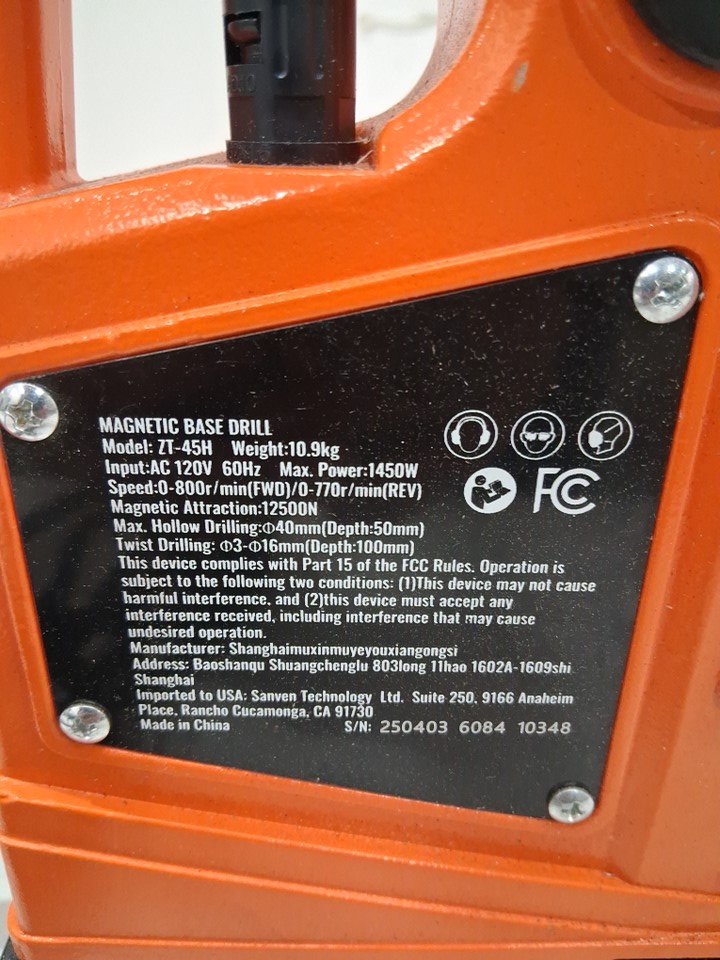 MAGNETIC BASE DRILL
Model: ZT-45H Weight:10.9kg
Input:AC 120V 60Hz Max. Power:1450W
Speed:0-800r/min(FWD)/0-770r/min(REV)
Magnetic Attraction:12500N
Max. Hollow Drilling:Φ40mm(Depth:50mm)
Twist Drilling: Φ3-Φ16mm(Depth:100mm)
This device complies with Part 15 of the FCC Rules. Operation is
subject to the following two conditions: (1)This device may not cause
harmful interference, and (2)this device must accept any
interference received, including interference that may cause
undesired operation.
Manufacturer: Shanghaimuxinmuyeyouxiangongsi
Address: Baoshanqu Shuangchenglu 803long 11hao 1602A-1609shi
Shanghai
Imported to USA: Sanven Technology Ltd. Suite 250, 9166 Anaheim
Place, Rancho Cucamonga, CA 91730
Made in China S/N: 250403 6084 10348
FC